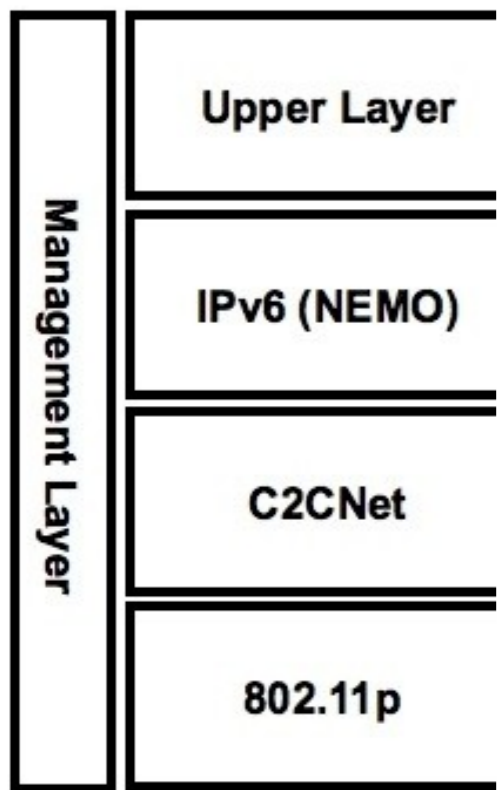 Management Layer
Upper Layer
IPv6 (NEMO)
C2CNet
802.11p